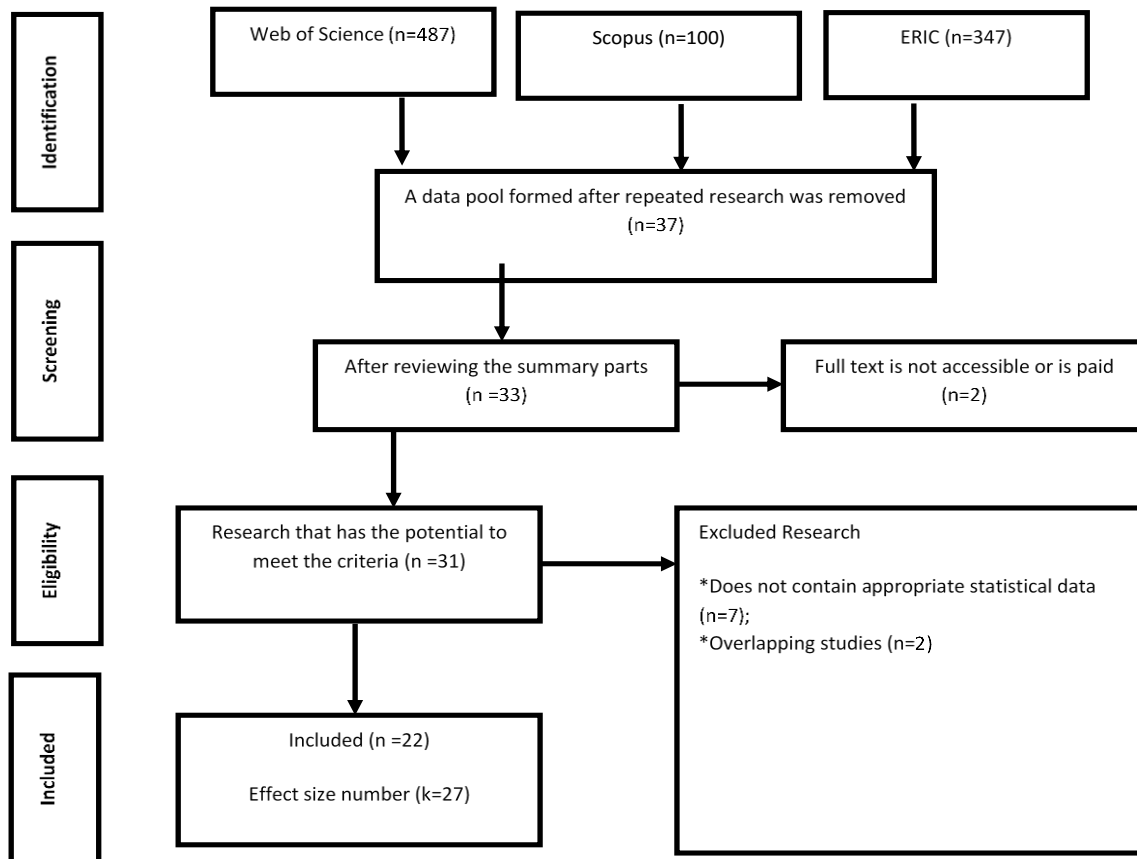 Identification
Web of Science (n=487)
Scopus (n=100)
ERIC (n=347)
A data pool formed after repeated research was removed
(n=37)
Screening
After reviewing the summary parts
(n =33)
Full text is not accessible or is paid
(n=2)
Eligibility
Research that has the potential to
meet the criteria (n =31)
Excluded Research
*Does not contain appropriate statistical data
(n=7);
*Overlapping studies (n=2)
Included
Included (n =22)
Effect size number (k=27)